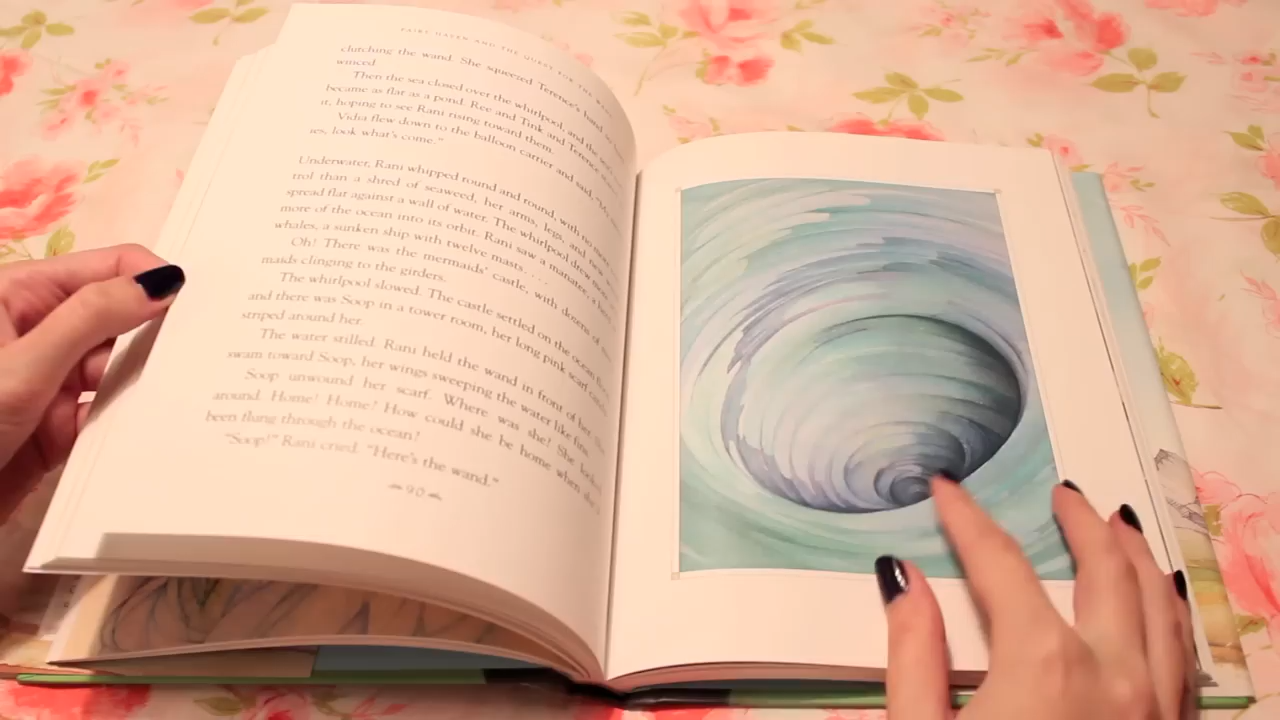 FAIRY HAVEN AND THE QUEST FOR THE
clutching the wand. She squeezed Terence's hand
winced.
Then the sea closed over the whirlpool, and the
became as flat as a pond. Ree and Tink and Terence
it, hoping to see Rani rising toward them.
Vidia flew down to the balloon carrier and said, "My
ies, look what's come."
Underwater, Rani whipped round and round, with no more
trol than a shred of seaweed, her arms, legs, and
spread flat against a wall of water. The whirlpool drew
more of the ocean into its orbit. Rani saw a manatee,
whales, a sunken ship with twelve masts. . . .
Oh! There was the mermaids' castle, with dozens of
maids clinging to the girders.
The whirlpool slowed. The castle settled on the ocean
and there was Soop in a tower room, her long pink scarf
striped around her.
The water stilled. Rani held the wand in front of her
swam toward Soop, her wings sweeping the water like fins.
Soop unwound her scarf. Where was she? She looked
around. Home! Home? How could she be home when she'd
been flung through the ocean?
"Soop!" Rani cried. "Here's the wand."
90